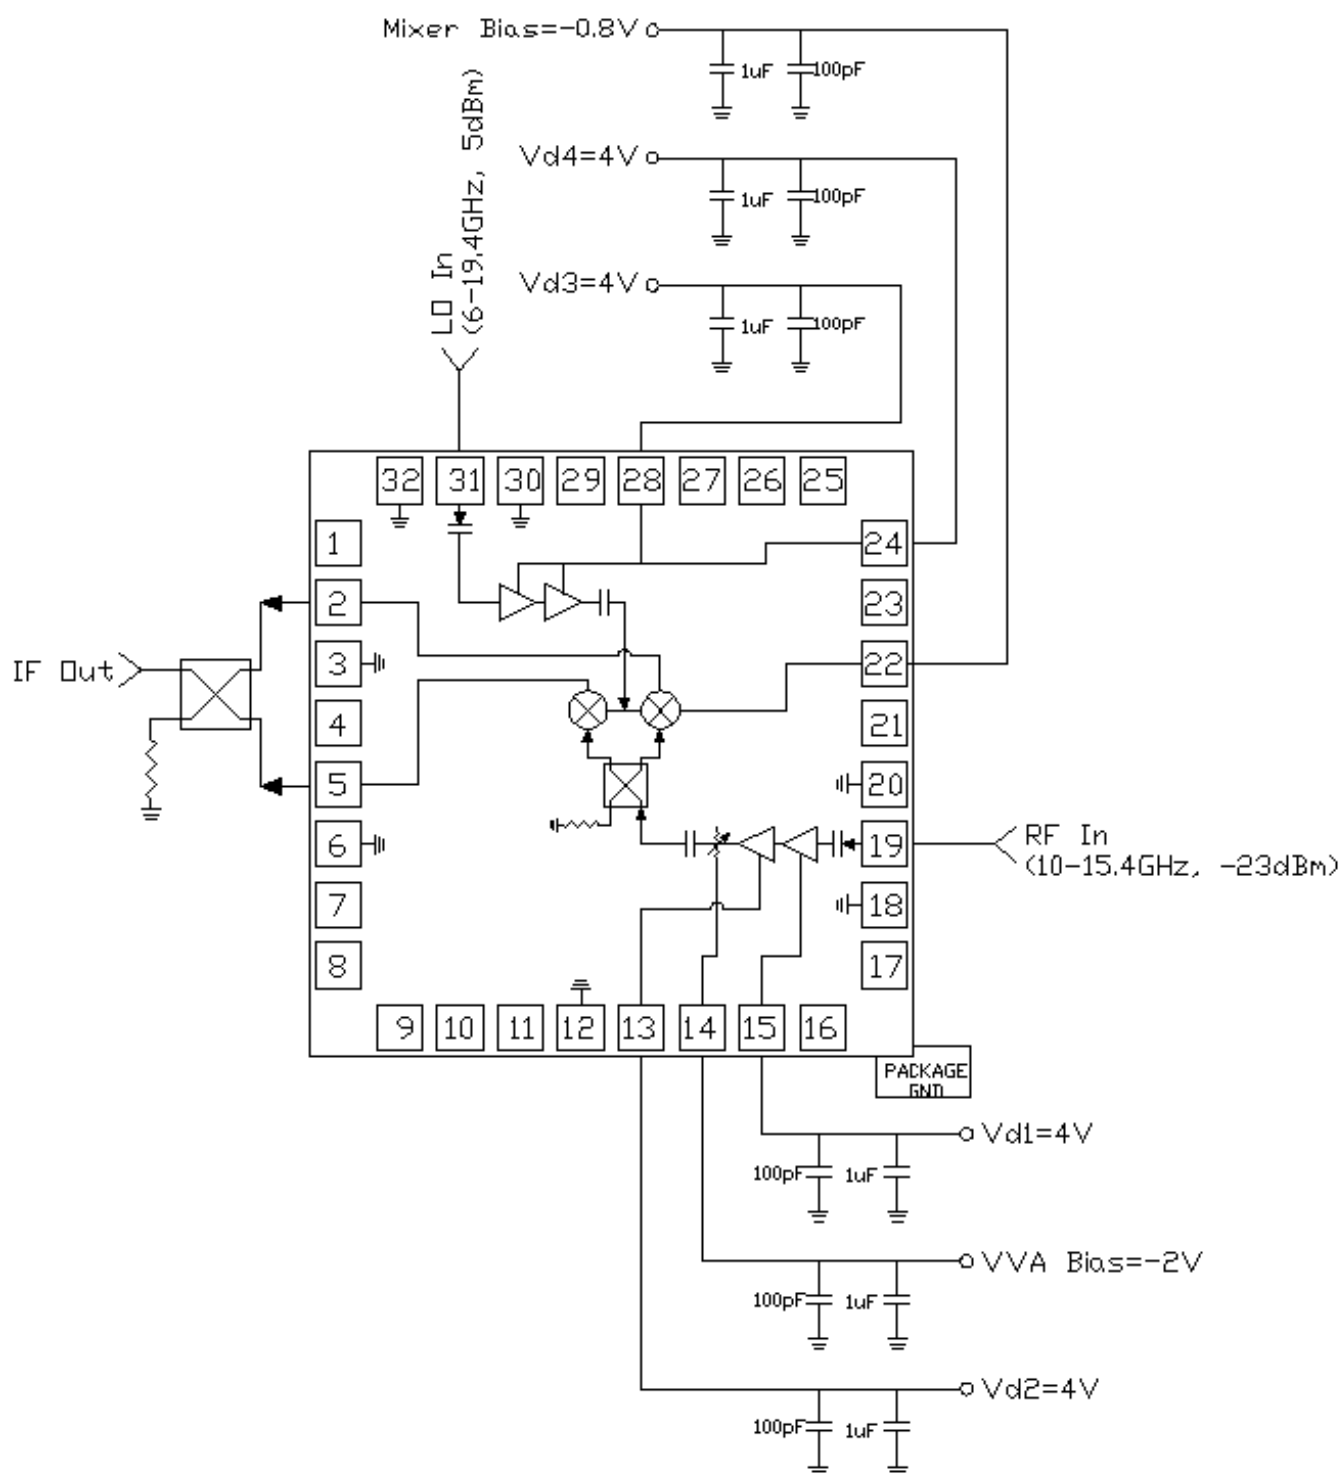 Mixer Bias=-0.8V
1uF
100pF
LO In
(6-19.4GHz, 5dBm)
Vd4=4V
1uF
100pF
Vd3=4V
1uF
100pF
32
31
30
29
28
27
26
25
1
24
2
23
3
22
IF Out
4
21
5
20
6
19
RF In
(10-15.4GHz, -23dBm)
7
18
8
17
9
10
11
12
13
14
15
16
PACKAGE
GND
Vd1=4V
100pF
1uF
VVA Bias=-2V
100pF
1uF
Vd2=4V
100pF
1uF